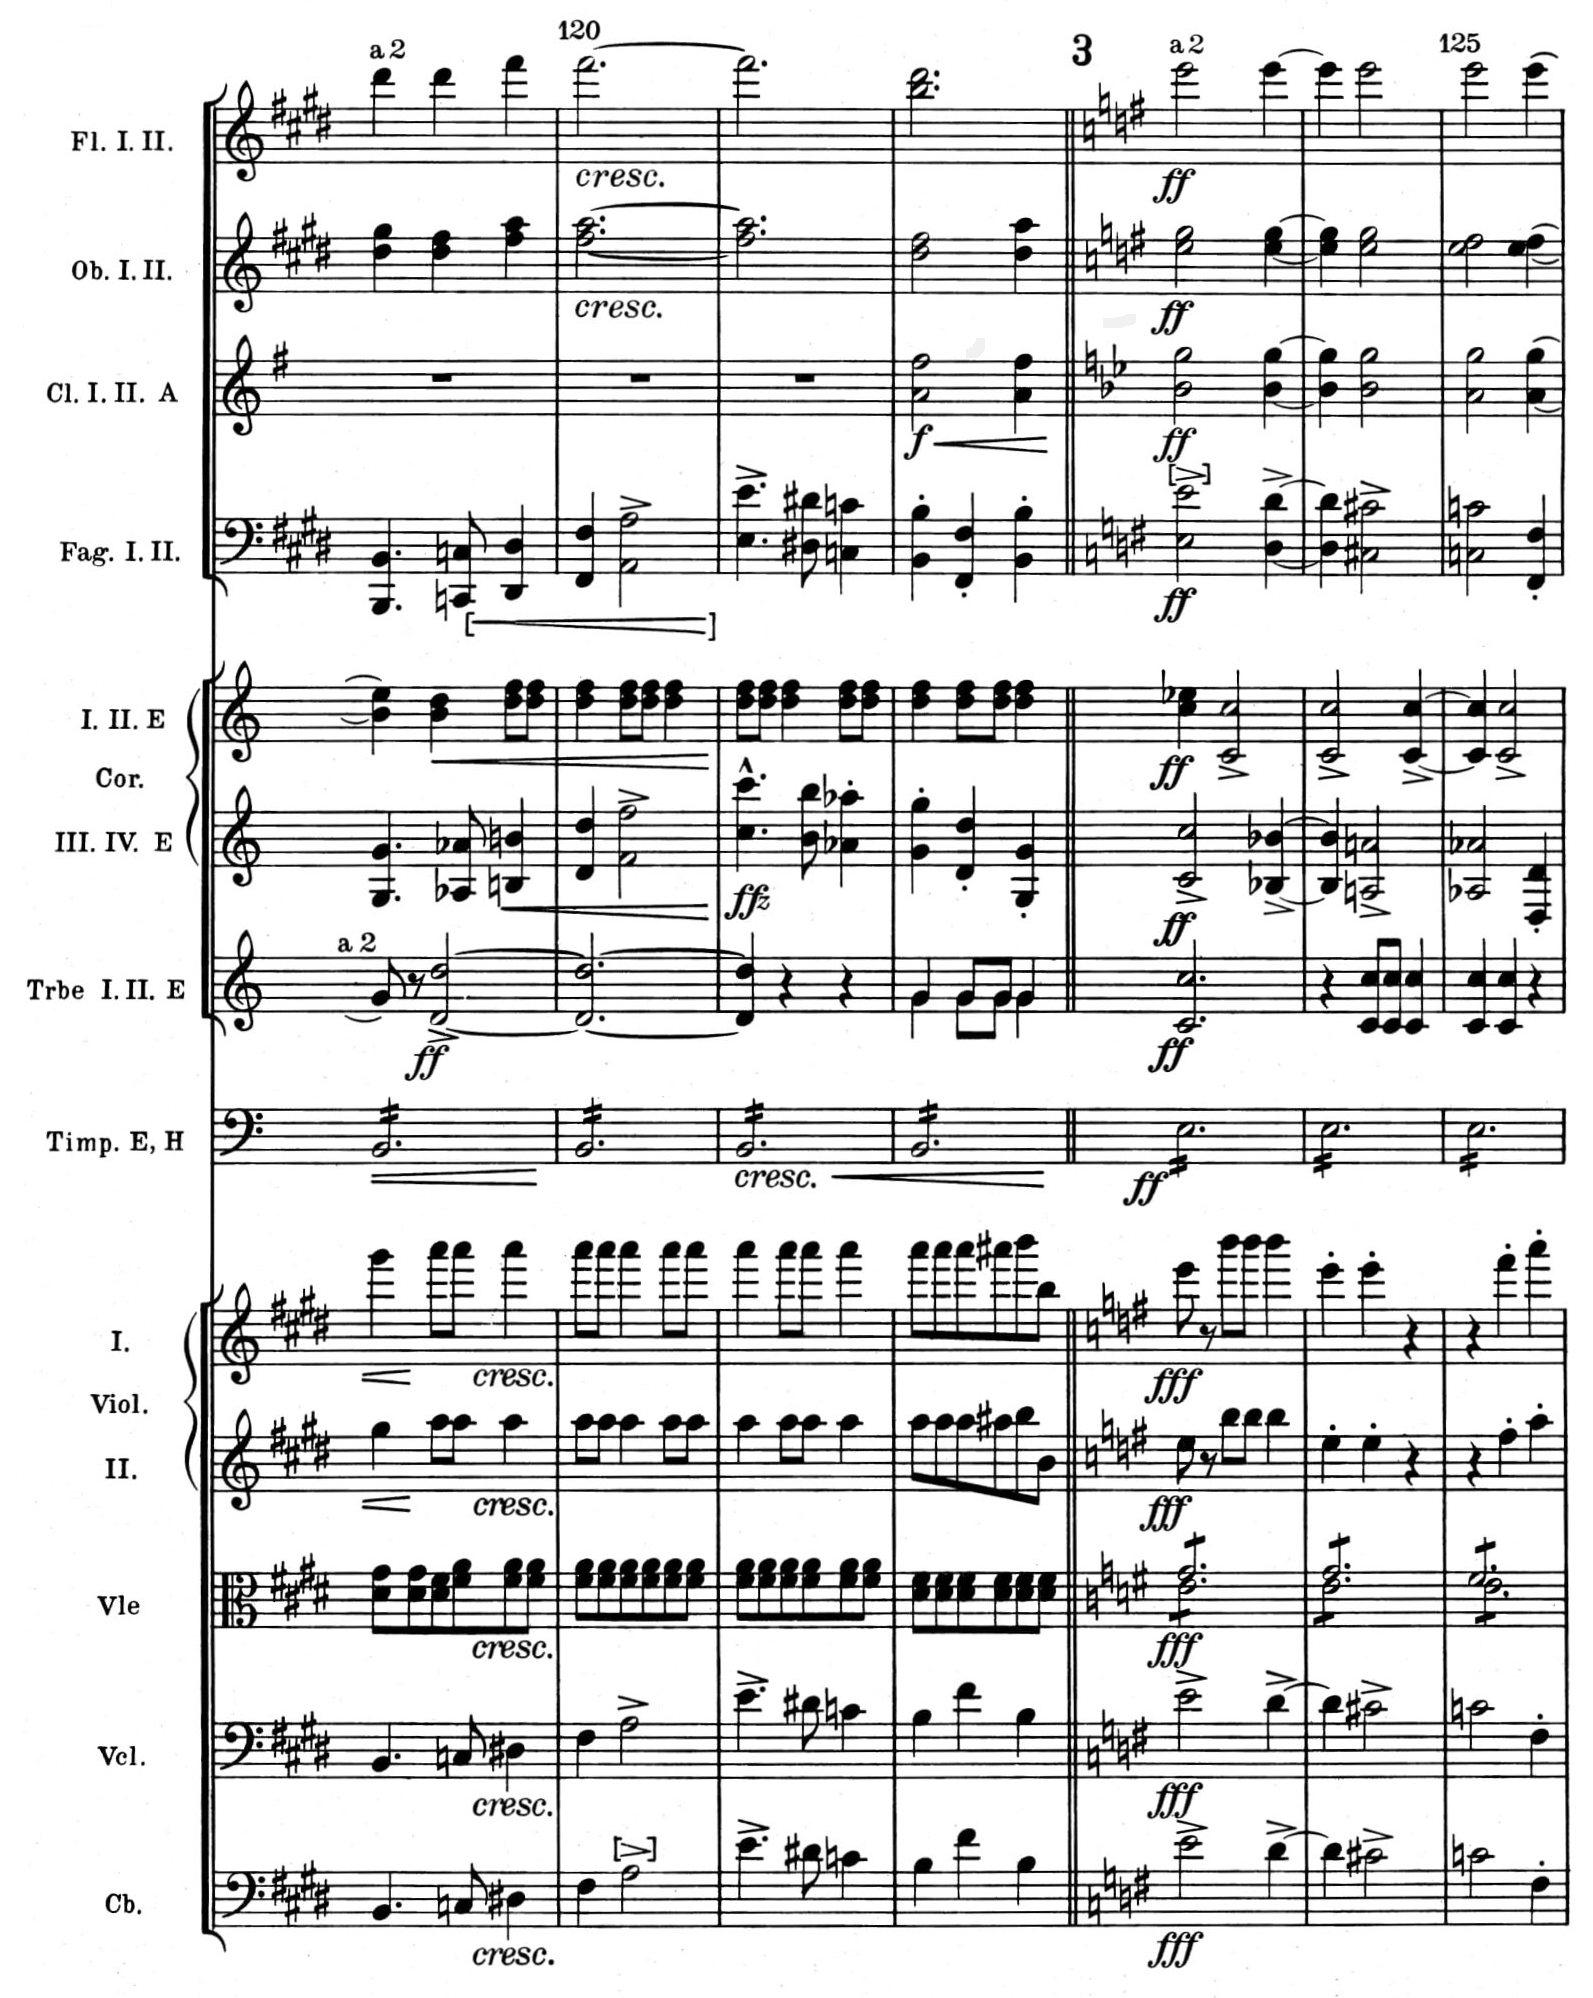 120
3
125
a 2
a 2
Fl. I. II.
cresc.
ff
Ob. I. II.
cresc.
ff
Cl. I. II. A
f
ff
[>]
Fag. I. II.
ff
[ ]
I. II. E
ff
Cor.
III. IV. E
ffz
ff
a 2
Trbe I. II. E
ff
ff
Timp. E, H
cresc.
ff
I.
cresc.
fff
Viol.
II.
cresc.
fff
Vle
cresc.
fff
Vcl.
cresc.
fff
[>]
Cb.
cresc.
fff